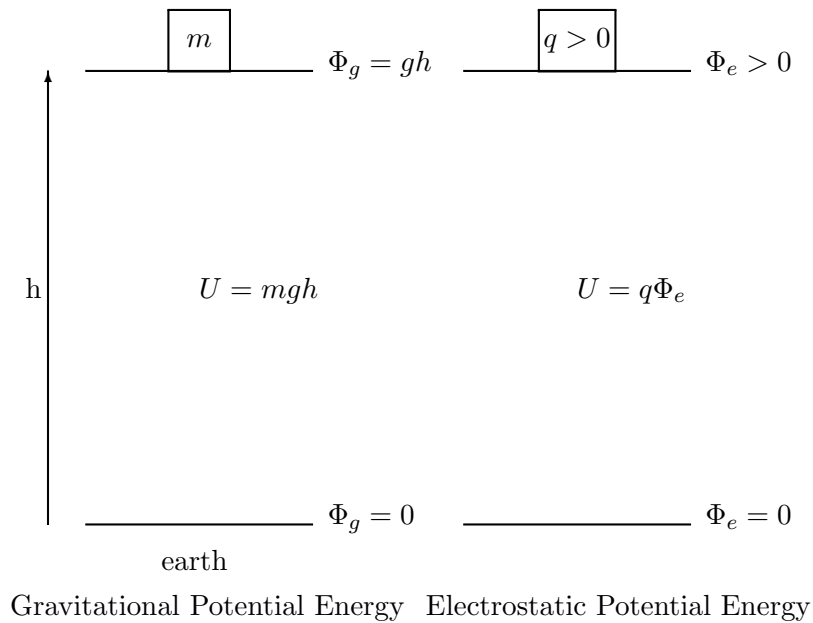 m
q > 0
Φ_g = gh
Φ_e > 0
h
U = mgh
U = qΦ_e
Φ_g = 0
Φ_e = 0
earth
Gravitational Potential Energy
Electrostatic Potential Energy